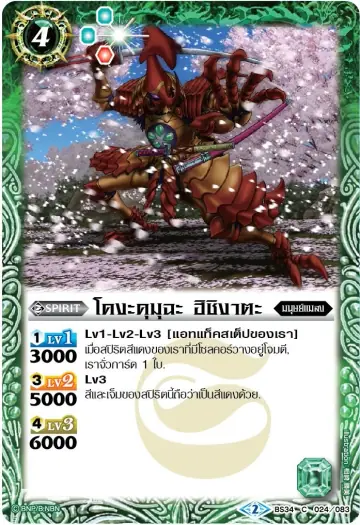 4
② SPIRIT โคงะคุมุฉะ ฮิชิงาตะ มนุษย์แมลง
1 LV1 3000
3 LV2 5000
4 LV3 6000
Lv1-Lv2-Lv3 [แอทแท็คสเต็ปของเรา]
เมื่อสปิริตสีแดงของเราที่มีโซลคอร์วางอยู่โจมตี,
เราจั่วการ์ด 1 ใบ.
Lv3
สีและเจ็มของสปิริตนี้ถือว่าเป็นสีแดงด้วย.
Illustration
©BNP/B.NBN 2 BS34 C 024/083